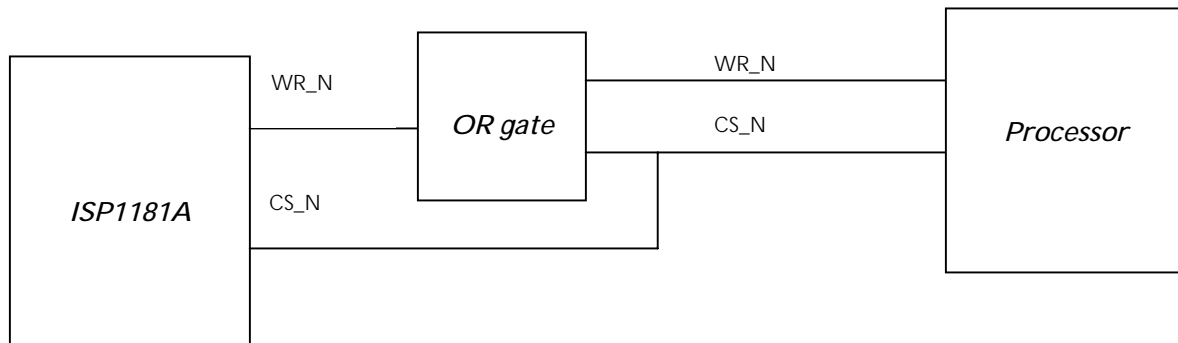 WR_N
WR_N
OR gate
CS_N
Processor
ISP1181A
CS_N